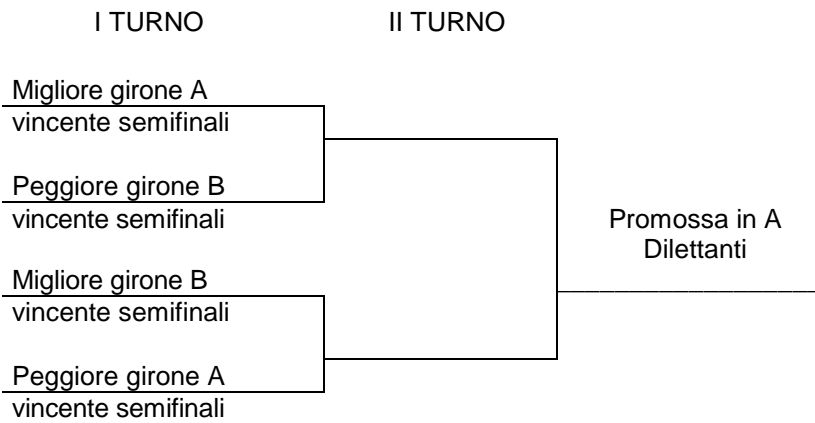 I TURNO II TURNO
Migliore girone A
vincente semifinali
Peggiore girone B
vincente semifinali
Promossa in A
Dilettanti
Migliore girone B
vincente semifinali
Peggiore girone A
vincente semifinali